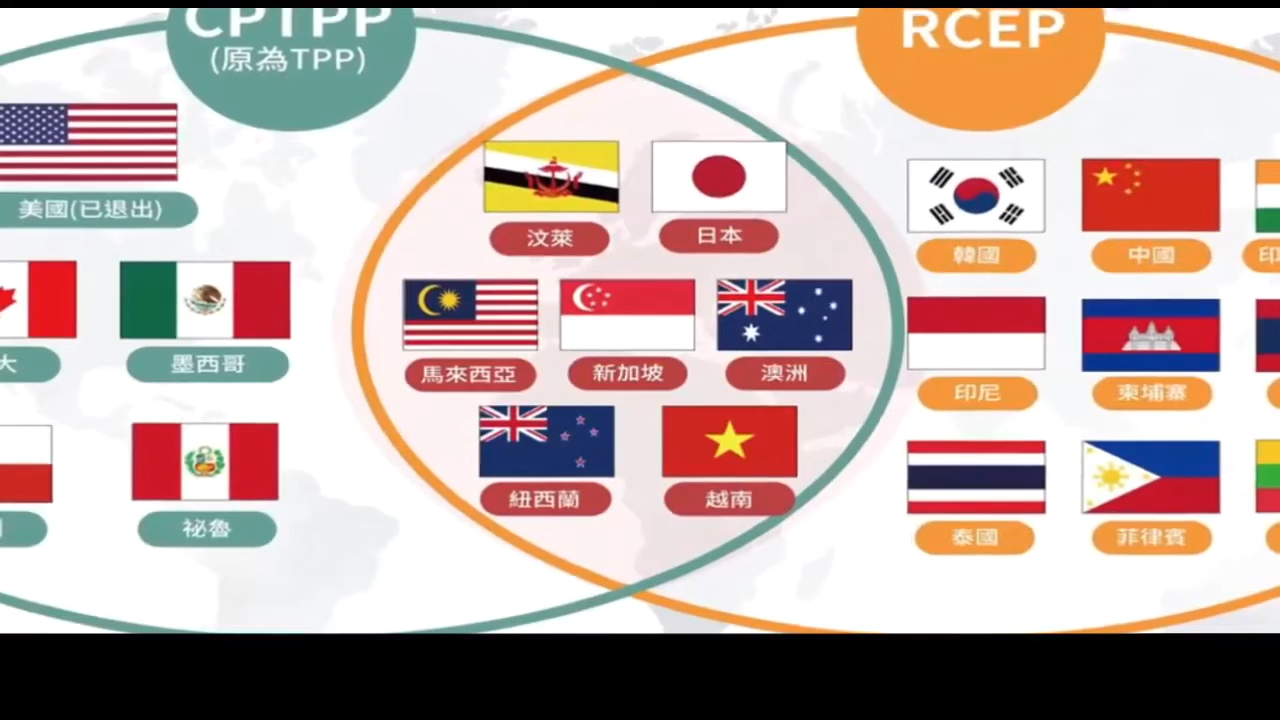 CPTPP
(原為TPP)
RCEP
美國(已退出)
汶萊
日本
韓國
中國
印
大
墨西哥
馬來西亞
新加坡
澳洲
印尼
柬埔寨
祕魯
紐西蘭
越南
泰國
菲律賓